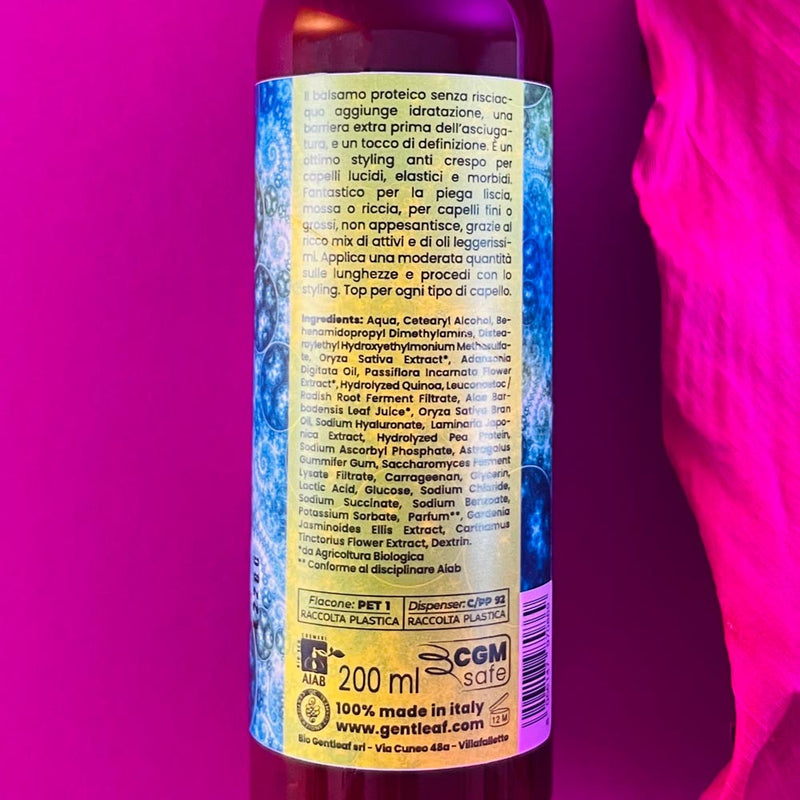 Il balsamo proteico senza risciac-
quo aggiunge idratazione, una
barriera extra prima dell'asciuga-
tura, e un tocco di definizione. È un
ottimo styling anti crespo per
capelli lucidi, elastici e morbidi.
Fantastico per la piega liscia,
mossa o riccia, per capelli fini o
grossi, non appesantisce, grazie al
ricco mix di attivi e di oli leggerissi-
mi. Applica una moderata quantità
sulle lunghezze e procedi con lo
styling. Top per ogni tipo di capello.
Ingredients: Aqua, Cetearyl Alcohol, Be-
henamidopropyl Dimethylamine, Distea-
roylethyl Hydroxyethylmonium Methosulfa-
te, Oryza Sativa Extract*, Adansonia
Digitata Oil, Passiflora Incarnata Flower
Extract*, Hydrolyzed Quinoa, Leuconostoc/
Radish Root Ferment Filtrate, Aloe Bar-
badensis Leaf Juice*, Oryza Sativa Bran
Oil, Sodium Hyaluronate, Laminaria Japo-
nica Extract, Hydrolyzed Pea Protein,
Sodium Ascorbyl Phosphate, Astragalus
Gummifer Gum, Saccharomyces Ferment
Lysate Filtrate, Carrageenan, Glycerin,
Lactic Acid, Glucose, Sodium Chloride,
Sodium Succinate, Sodium Benzoate,
Potassium Sorbate, Parfum**, Gardenia
Jasminoides Ellis Extract, Carthamus
Tinctorius Flower Extract, Dextrin.
*da Agricoltura Biologica
** Conforme al disciplinare Aiab
Flacone: PET 1
RACCOLTA PLASTICA
Dispenser: C/PP 92
RACCOLTA PLASTICA
AIAB
200 ml
CGM
safe
100% made in italy
www.gentleaf.com
12 M
Bio Gentleaf srl - Via Cuneo 48a - Villafalletto